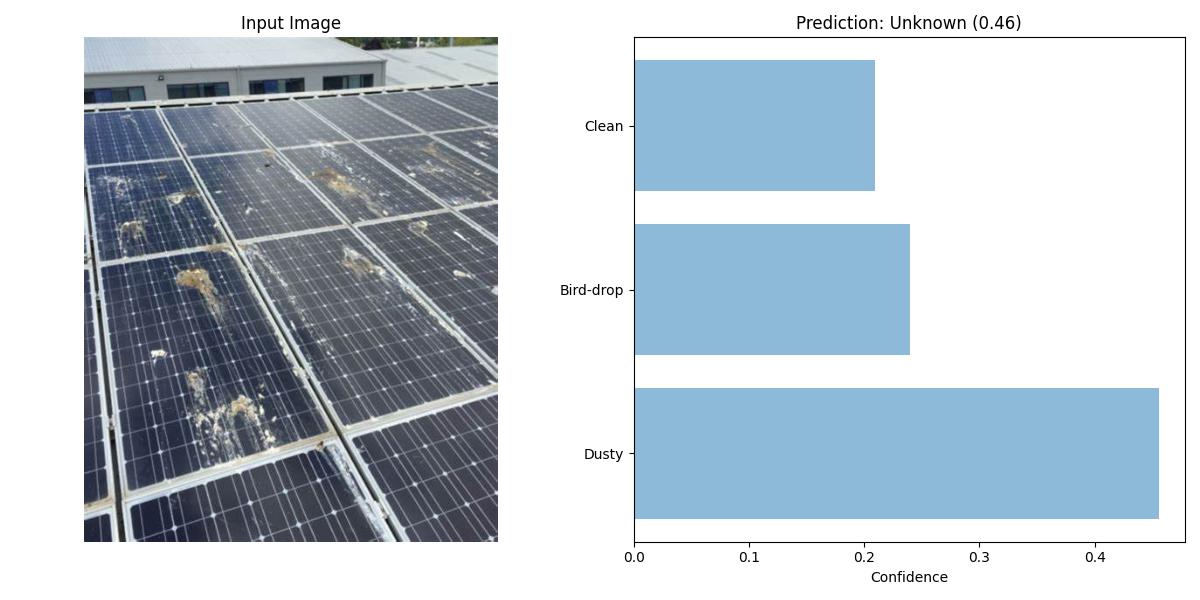 Input Image
Prediction: Unknown (0.46)
Clean
Bird-drop
Dusty
0.0 0.1 0.2 0.3 0.4
Confidence